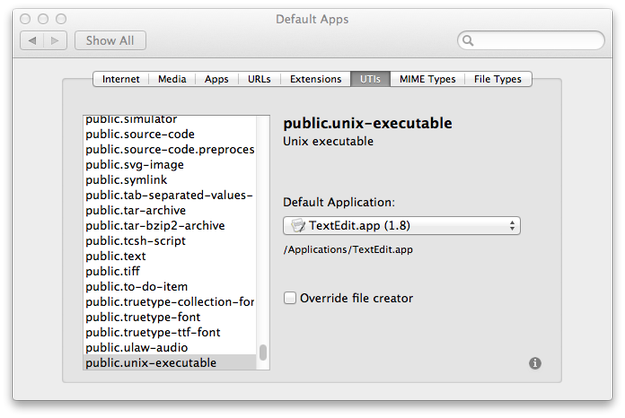 Default Apps
Show All
Internet Media Apps URLs Extensions UTIs MIME Types File Types
public.simulator
public.source-code
public.source-code.preproces
public.svg-image
public.symlink
public.tab-separated-values-
public.tar-archive
public.tar-bzip2-archive
public.tcsh-script
public.text
public.tiff
public.to-do-item
public.truetype-collection-fon
public.truetype-font
public.truetype-ttf-font
public.ulaw-audio
public.unix-executable
public.unix-executable
Unix executable
Default Application:
TextEdit.app (1.8)
/Applications/TextEdit.app
Override file creator